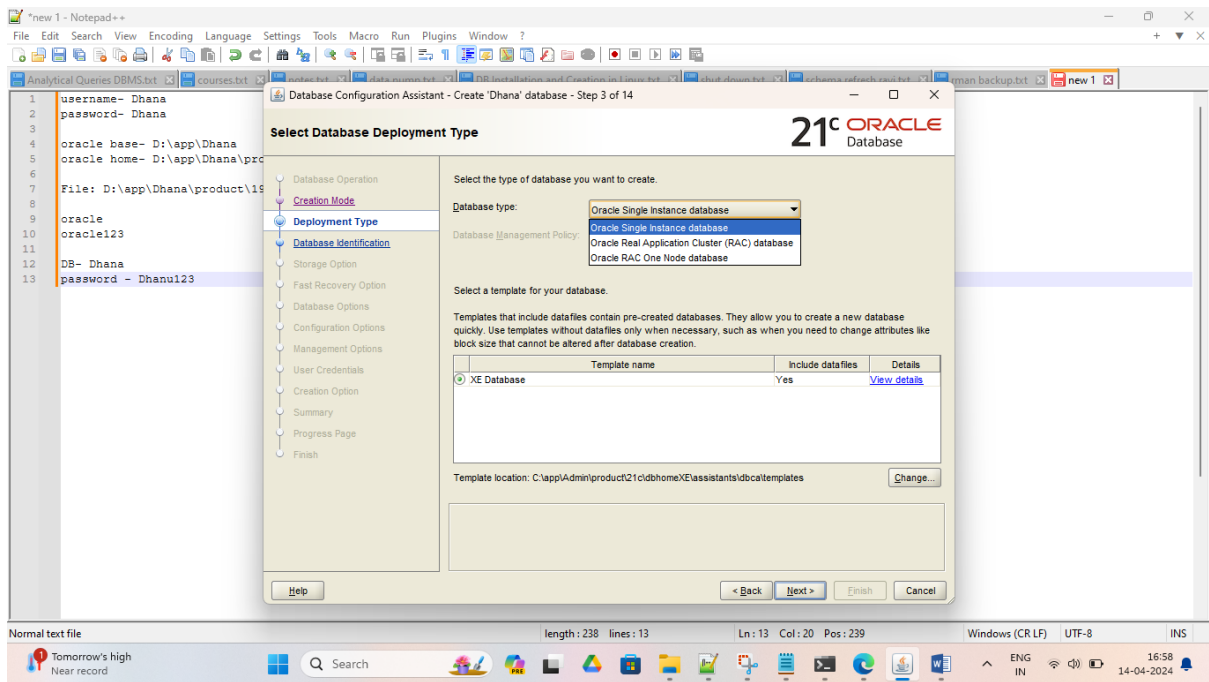 *new 1 - Notepad++
File Edit Search View Encoding Language Settings Tools Macro Run Plugins Window ?
Analytical Queries DBMS.txt courses.txt notes.txt data pump.txt DB Installation and Creation in Linux.txt shut down.txt schema refresh ravi.txt rman backup.txt new 1
1 username- Dhana
2 password- Dhana
3
4 oracle base- D:\app\Dhana
5 oracle home- D:\app\Dhana\pro
6
7 File: D:\app\Dhana\product\19
8
9 oracle
10 oracle123
11
12 DB- Dhana
13 password - Dhanu123
Database Configuration Assistant - Create 'Dhana' database - Step 3 of 14
Select Database Deployment Type
21c ORACLE
Database
Database Operation
Creation Mode
Deployment Type
Database Identification
Storage Option
Fast Recovery Option
Database Options
Configuration Options
Management Options
User Credentials
Creation Option
Summary
Progress Page
Finish
Select the type of database you want to create.
Database type: Oracle Single Instance database
Oracle Single Instance database
Database Management Policy:
Oracle Real Application Cluster (RAC) database
Oracle RAC One Node database
Select a template for your database.
Templates that include datafiles contain pre-created databases. They allow you to create a new database
quickly. Use templates without datafiles only when necessary, such as when you need to change attributes like
block size that cannot be altered after database creation.
Template name Include datafiles Details
XE Database Yes View details
Template location: C:\app\Admin\product\21c\dbhomeXE\assistants\dbca\templates Change...
Help < Back Next > Finish Cancel
Normal text file length : 238 lines : 13 Ln : 13 Col : 20 Pos : 239 Windows (CR LF) UTF-8 INS
1
Tomorrow's high
Near record
Search
PRE
ENG
IN
16:58
14-04-2024